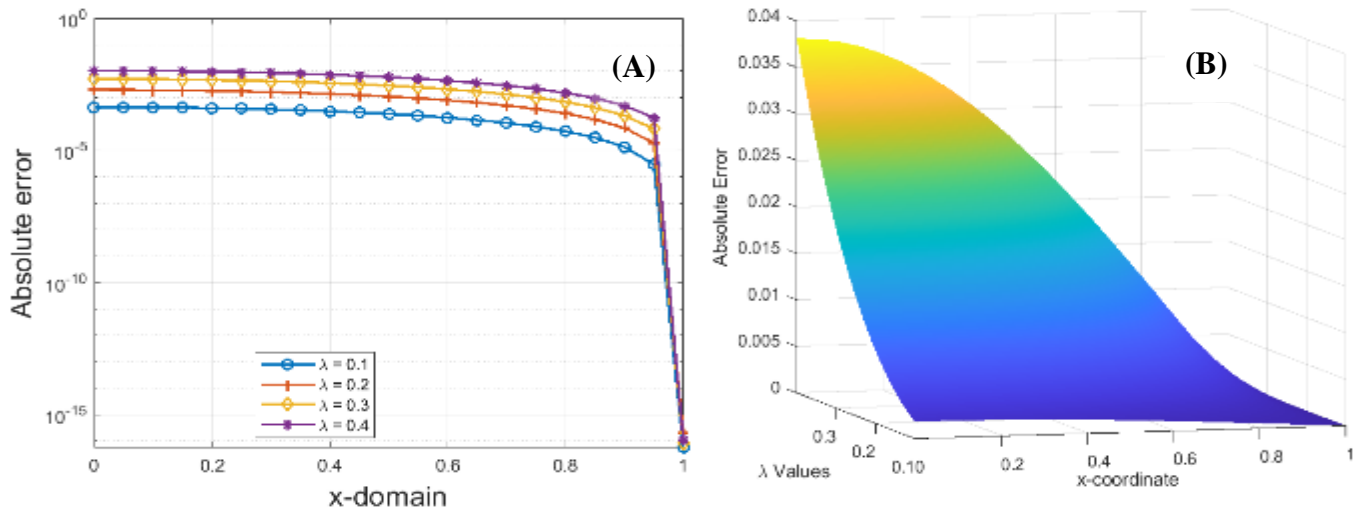 10^0
(A)
10^-5
Absolute error
10^-10
λ = 0.1
λ = 0.2
λ = 0.3
λ = 0.4
10^-15
0 0.2 0.4 0.6 0.8 1
x-domain
0.04
(B)
0.035
0.03
0.025
0.02
Absolute Error
0.015
0.01
0.005
0
0.3
0.2
0.10
λ Values
0.2 0.4 0.6 0.8 1
x-coordinate